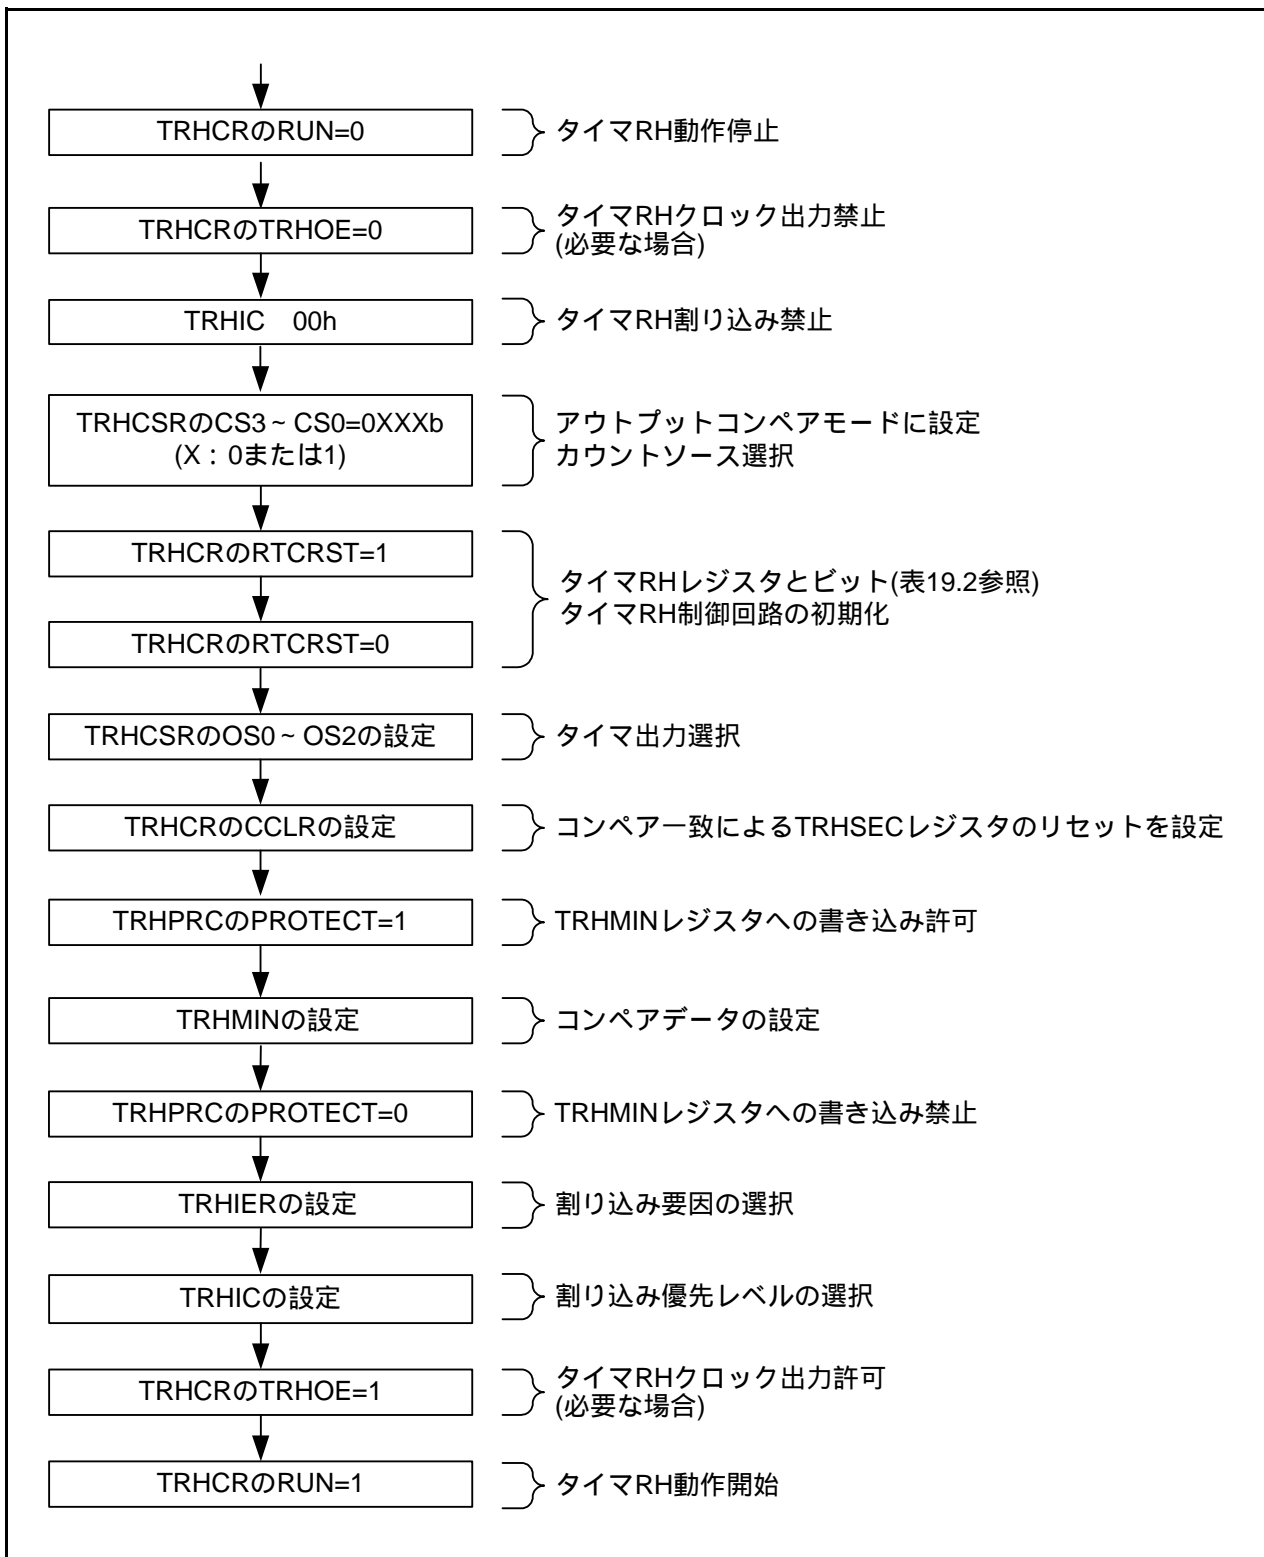 TRHCRのRUN=0
タイマRH動作停止
TRHCRのTRHOE=0
タイマRHクロック出力禁止
(必要な場合)
TRHIC 00h
タイマRH割り込み禁止
TRHCSRのCS3 ~ CS0=0XXXb
(X : 0または1)
アウトプットコンペアモードに設定
カウントソース選択
TRHCRのRTCRST=1
TRHCRのRTCRST=0
タイマRHレジスタとビット(表19.2参照)
タイマRH制御回路の初期化
TRHCSRのOS0 ~ OS2の設定
タイマ出力選択
TRHCRのCCLRの設定
コンペア一致によるTRHSECレジスタのリセットを設定
TRHPRCのPROTECT=1
TRHMINレジスタへの書き込み許可
TRHMINの設定
コンペアデータの設定
TRHPRCのPROTECT=0
TRHMINレジスタへの書き込み禁止
TRHIERの設定
割り込み要因の選択
TRHICの設定
割り込み優先レベルの選択
TRHCRのTRHOE=1
タイマRHクロック出力許可
(必要な場合)
TRHCRのRUN=1
タイマRH動作開始